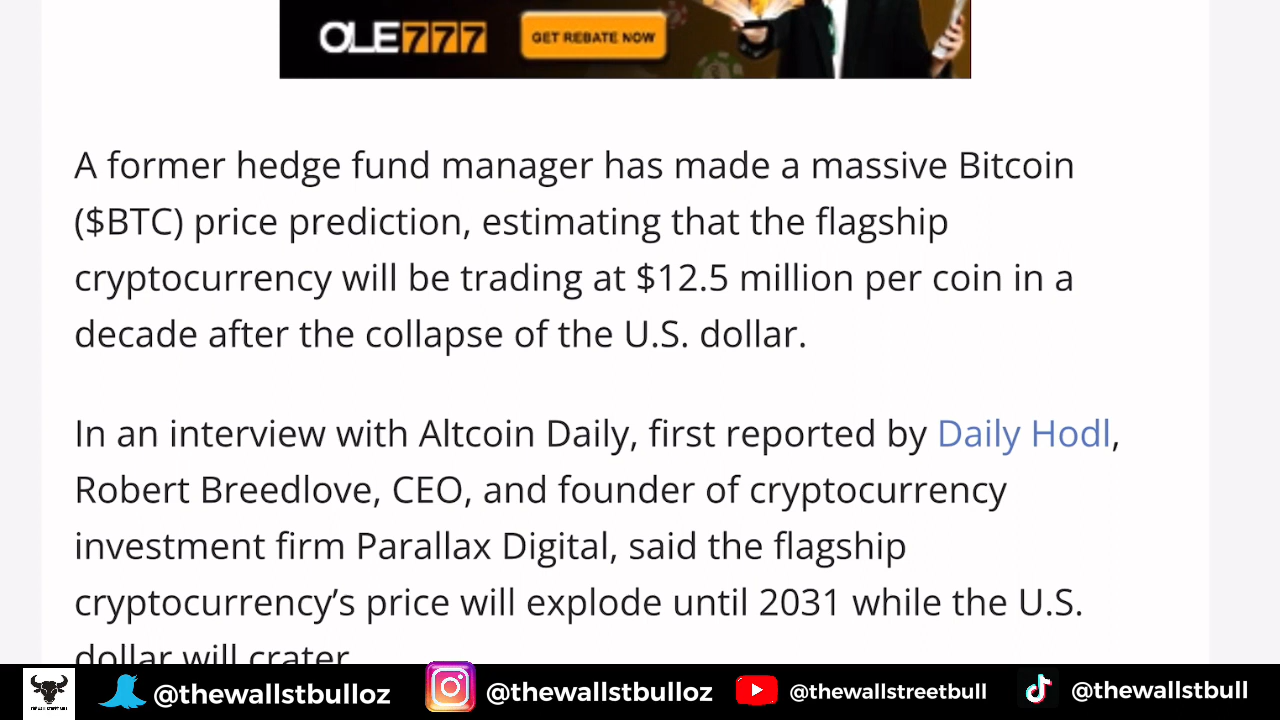 OLE777
GET REBATE NOW
A former hedge fund manager has made a massive Bitcoin
($BTC) price prediction, estimating that the flagship
cryptocurrency will be trading at $12.5 million per coin in a
decade after the collapse of the U.S. dollar.
In an interview with Altcoin Daily, first reported by Daily Hodl,
Robert Breedlove, CEO, and founder of cryptocurrency
investment firm Parallax Digital, said the flagship
cryptocurrency’s price will explode until 2031 while the U.S.
dollar will crater
@thewallstbulloz
@thewallstbulloz
@thewallstreetbull
@thewallstbull